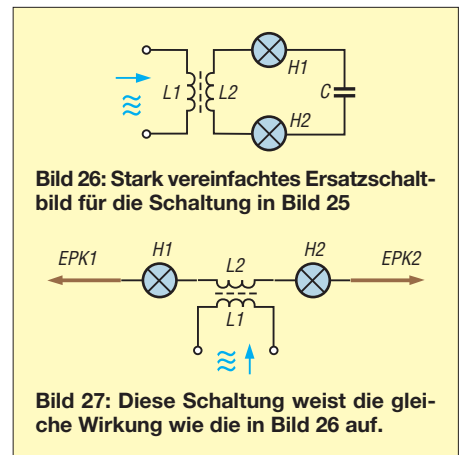 H1
L1 L2 C
H2
Bild 26: Stark vereinfachtes Ersatzschalt-
bild für die Schaltung in Bild 25
EPK1 H1 L2 H2 EPK2
L1
Bild 27: Diese Schaltung weist die glei-
che Wirkung wie die in Bild 26 auf.